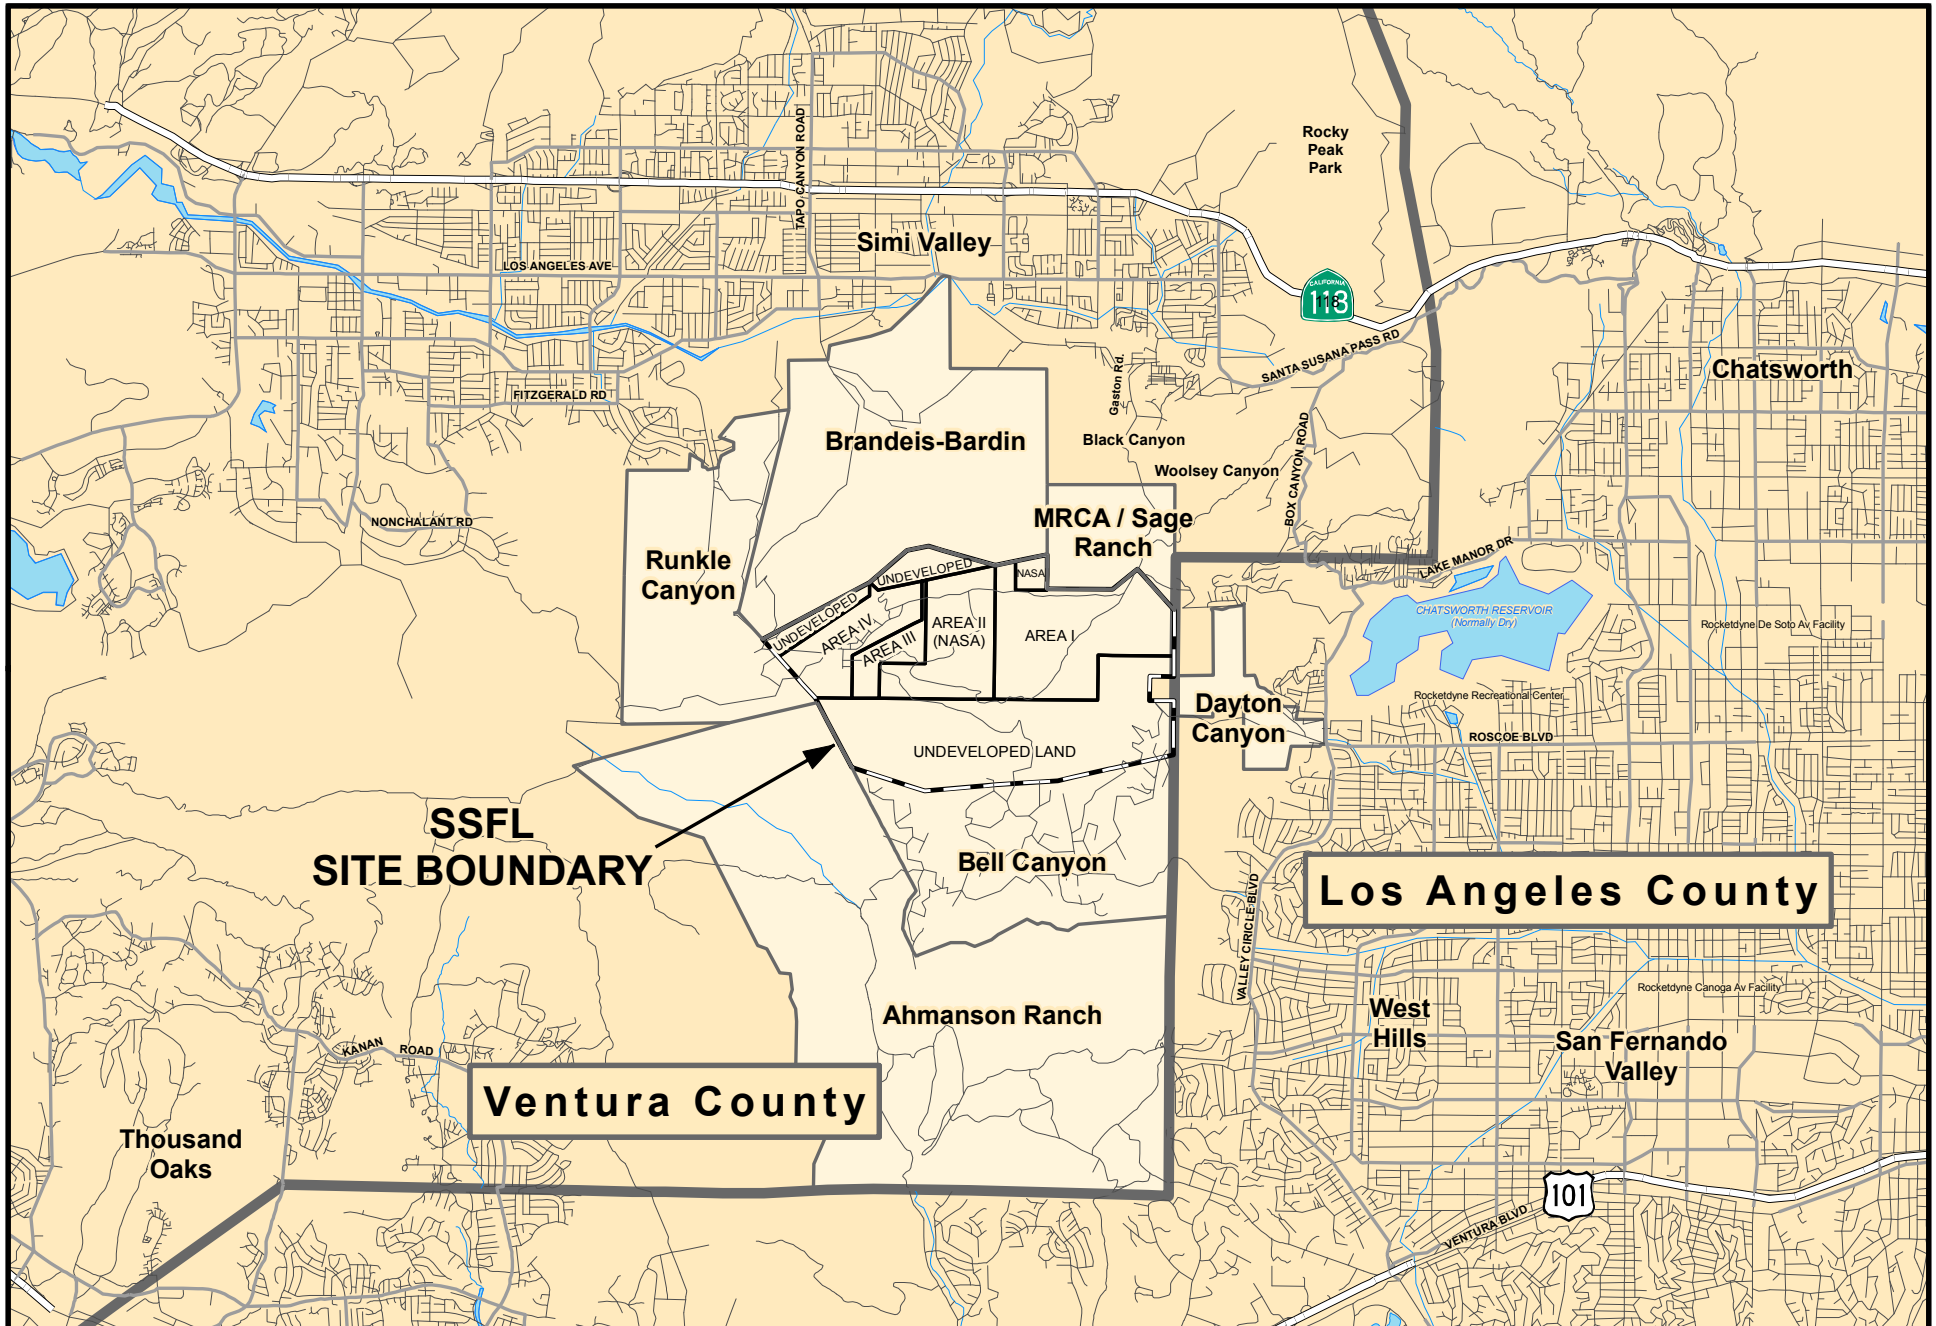 Rocky
Peak
Park
TAPO CANYON ROAD
Simi Valley
LOS ANGELES AVE
CALIFORNIA
118
118
SANTA SUSANA PASS RD
Chatsworth
Gaston Rd.
FITZGERALD RD
Brandeis-Bardin
Black Canyon
Woolsey Canyon
BOX CANYON ROAD
NONCHALANT RD
MRCA / Sage
Ranch
LAKE MANOR DR
Runkle
Canyon
UNDEVELOPED
NASA
UNDEVELOPED
AREA IV
AREA III
AREA II
(NASA)
AREA I
CHATSWORTH RESERVOIR
(Normally Dry)
Rocketdyne De Soto Av Facility
Rocketdyne Recreational Center
Dayton
Canyon
ROSCOE BLVD
UNDEVELOPED LAND
SSFL
SITE BOUNDARY
Bell Canyon
Los Angeles County
VALLEY CIRICLE BLVD
Rocketdyne Canoga Av Facility
West
Hills
Ahmanson Ranch
San Fernando
Valley
KANAN ROAD
Ventura County
Thousand
Oaks
101
VENTURA BLVD